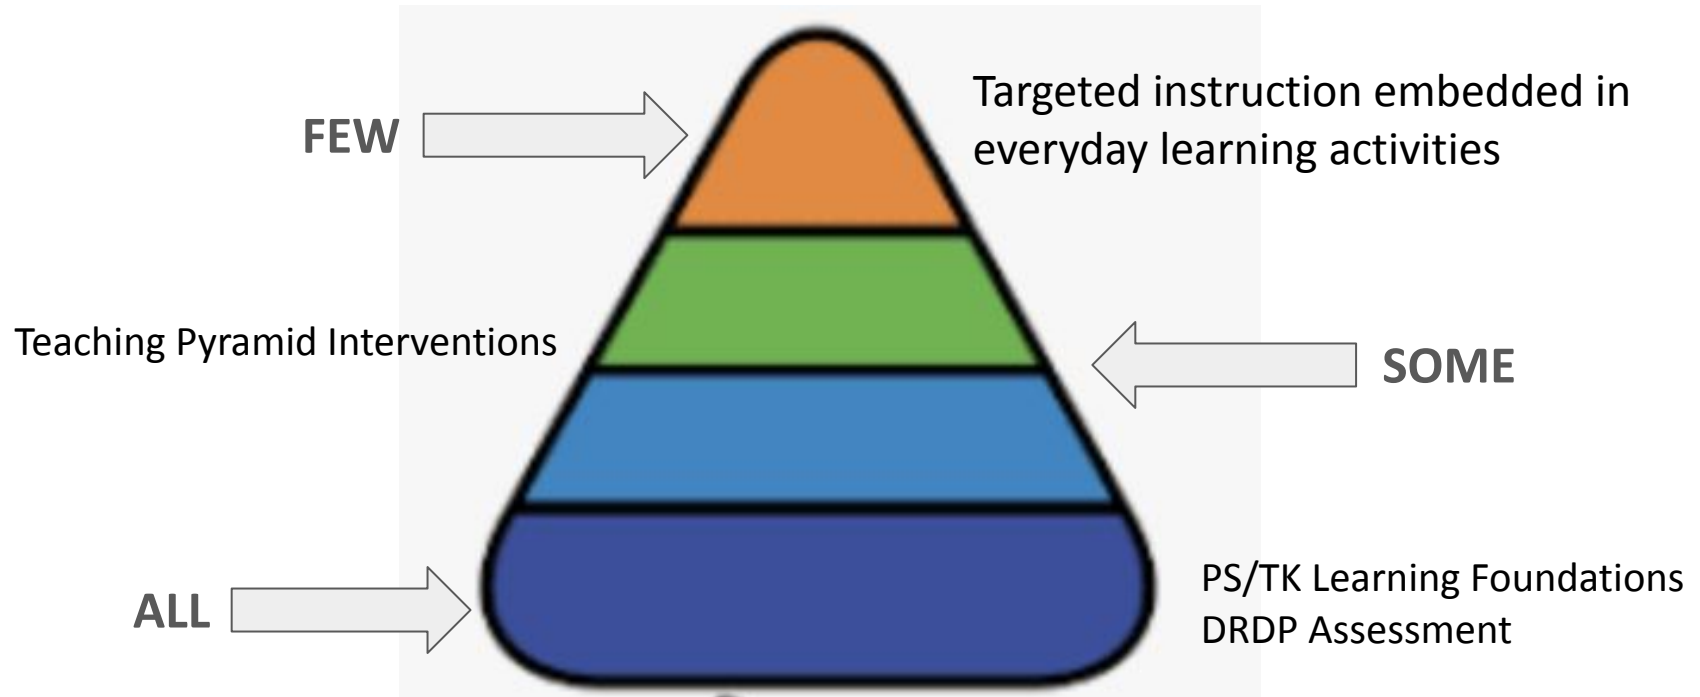 FEW
Targeted instruction embedded in
everyday learning activities
Teaching Pyramid Interventions
SOME
ALL
PS/TK Learning Foundations
DRDP Assessment